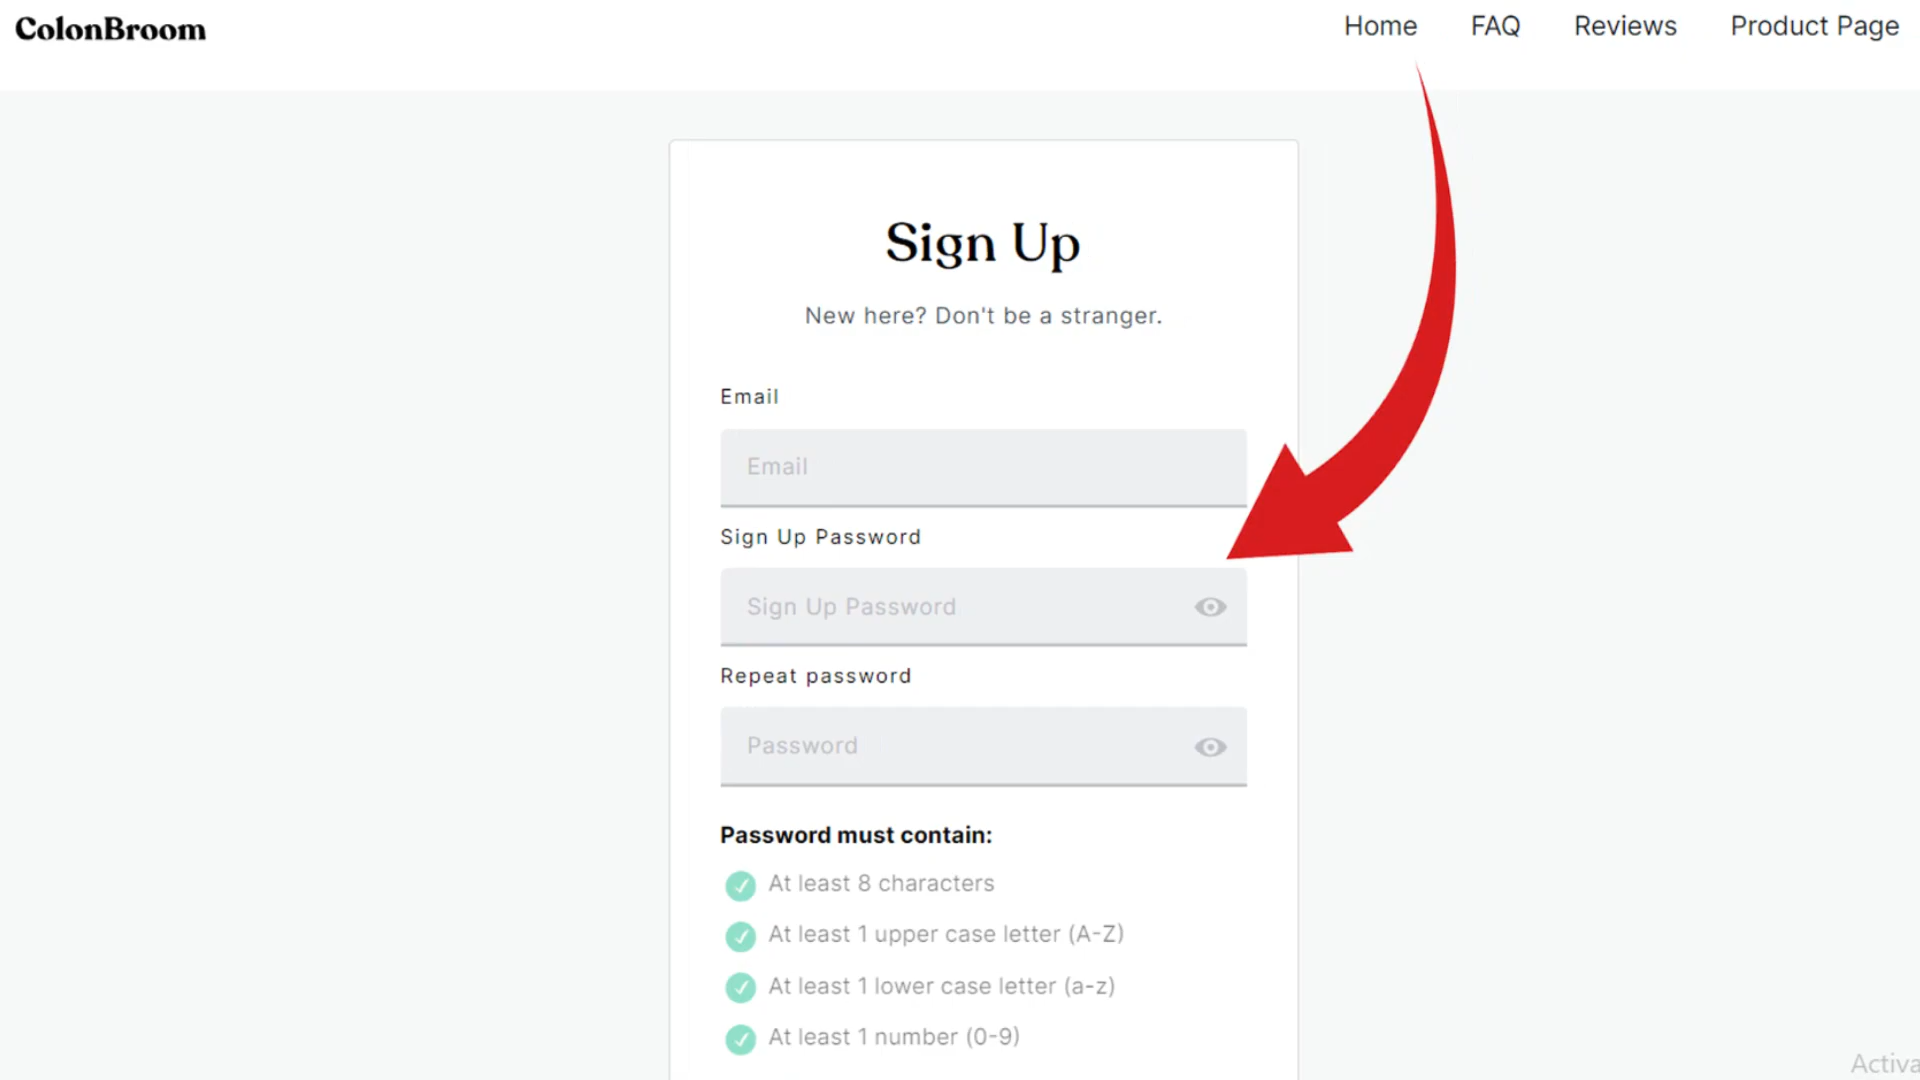 ColonBroom
Home FAQ Reviews Product Page
Sign Up
New here? Don't be a stranger.
Email
Email
Sign Up Password
Sign Up Password
Repeat password
Password
Password must contain:
At least 8 characters
At least 1 upper case letter (A-Z)
At least 1 lower case letter (a-z)
At least 1 number (0-9)
Activa